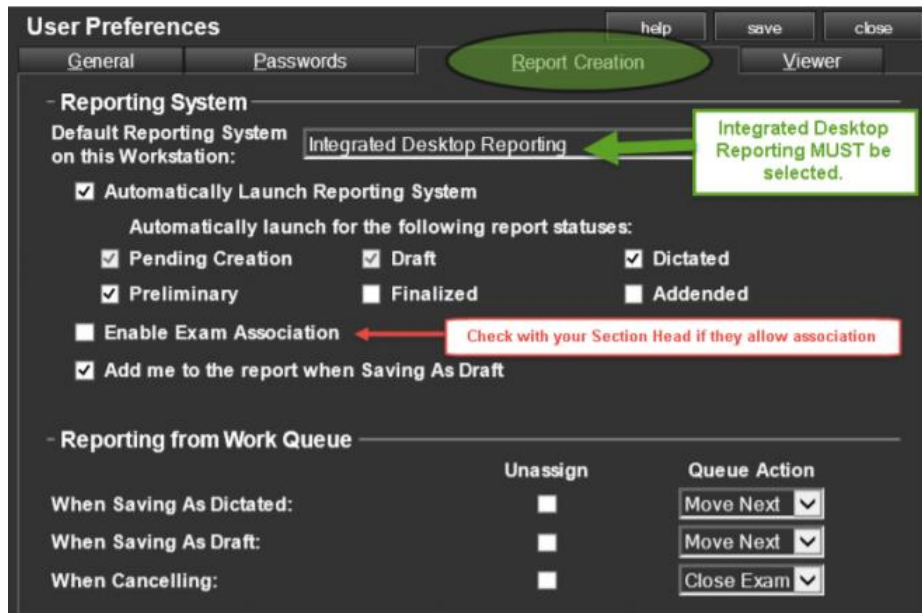 User Preferences
help save close
General Passwords Report Creation Viewer
Reporting System
Default Reporting System
on this Workstation:
Integrated Desktop Reporting
Integrated Desktop
Reporting MUST be
selected.
Automatically Launch Reporting System
Automatically launch for the following report statuses:
Pending Creation Draft Dictated
Preliminary Finalized Addended
Enable Exam Association
Check with your Section Head if they allow association
Add me to the report when Saving As Draft
Reporting from Work Queue
Unassign Queue Action
When Saving As Dictated: Move Next
When Saving As Draft: Move Next
When Cancelling: Close Exam